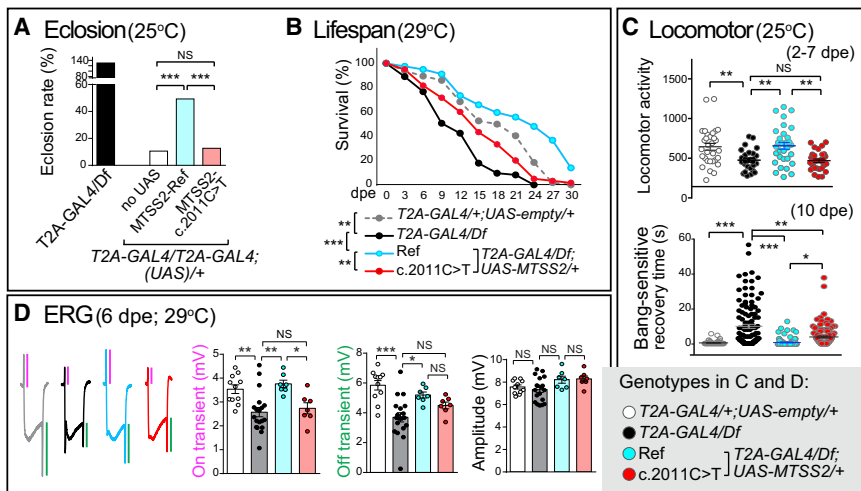 A Eclosion (25°C)
Eclosion rate (%)
140
80
60
40
20
0
NS
*** ***
T2A-GAL4/Df
no UAS
MTSS2-Ref
MTSS2-
c.2011C>T
T2A-GAL4/T2A-GAL4;
(UAS)/+
B Lifespan (29°C)
Survival (%)
100
80
60
40
20
dpe
0 3 6 9 12 15 18 21 24 27 30
** T2A-GAL4/+;UAS-empty/+
*** T2A-GAL4/Df
** Ref T2A-GAL4/Df;
c.2011C>T UAS-MTSS2/+
C Locomotor (25°C)
(2-7 dpe)
Locomotor activity
1500
1000
500
0
NS
** ** **
(10 dpe)
Bang-sensitive
recovery time (s)
60
40
20
0
*** **
***
*
D ERG (6 dpe; 29°C)
On transient (mV)
6
5
4
3
2
1
0
NS
** ** *
Off transient (mV)
8
6
4
2
0
NS
*** * NS
Amplitude (mV)
10
8
6
4
2
0
NS NS NS
Genotypes in C and D:
T2A-GAL4/+;UAS-empty/+
T2A-GAL4/Df
Ref T2A-GAL4/Df;
c.2011C>T UAS-MTSS2/+